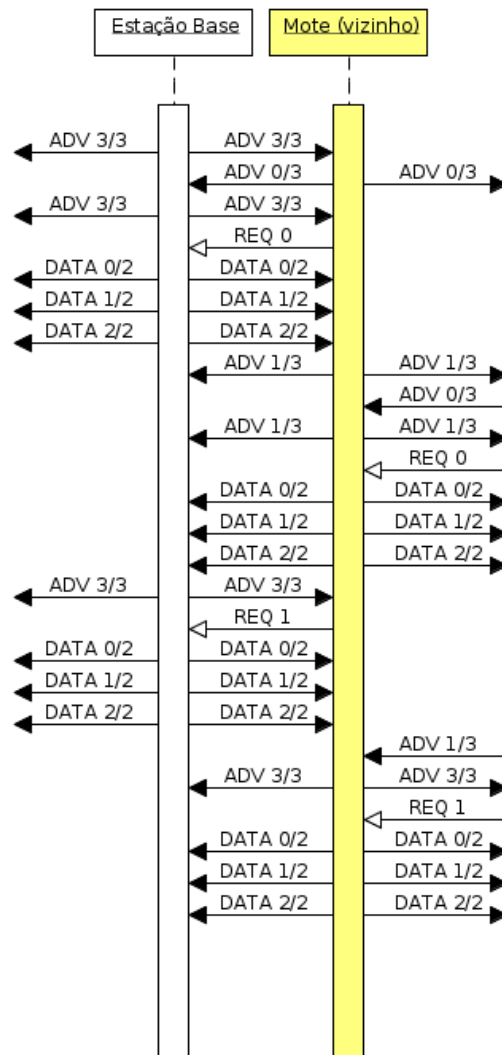 Estação Base Mote (vizinho)
ADV 3/3 ADV 3/3
ADV 0/3 ADV 0/3
ADV 3/3 ADV 3/3
REQ 0
DATA 0/2 DATA 0/2
DATA 1/2 DATA 1/2
DATA 2/2 DATA 2/2
ADV 1/3 ADV 1/3
ADV 0/3
ADV 1/3 ADV 1/3
REQ 0
DATA 0/2 DATA 0/2
DATA 1/2 DATA 1/2
DATA 2/2 DATA 2/2
ADV 3/3 ADV 3/3
REQ 1
DATA 0/2 DATA 0/2
DATA 1/2 DATA 1/2
DATA 2/2 DATA 2/2
ADV 1/3
ADV 3/3 ADV 3/3
REQ 1
DATA 0/2 DATA 0/2
DATA 1/2 DATA 1/2
DATA 2/2 DATA 2/2